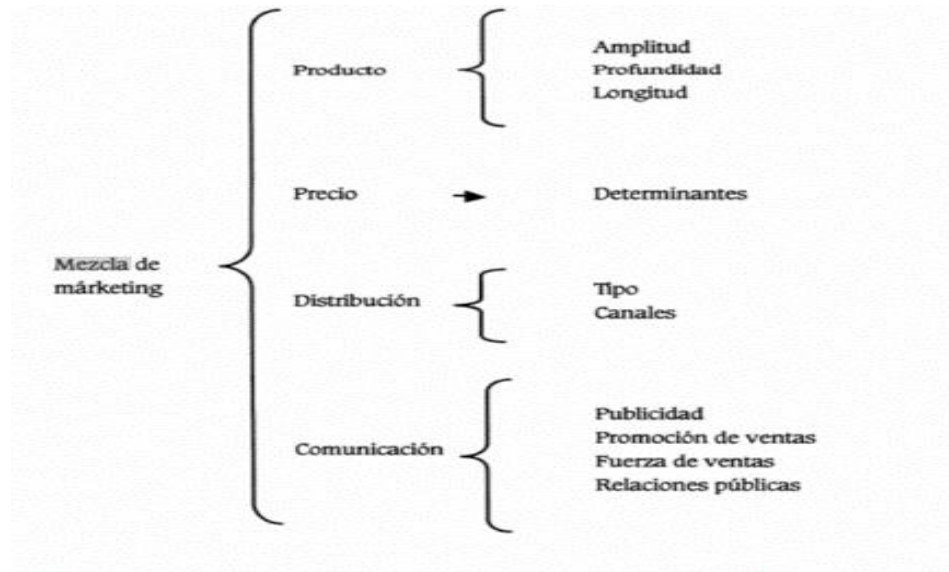 Producto
Amplitud
Profundidad
Longitud
Precio
Determinantes
Mezcla de
márketing
Distribución
Tipo
Canales
Comunicación
Publicidad
Promoción de ventas
Fuerza de ventas
Relaciones públicas